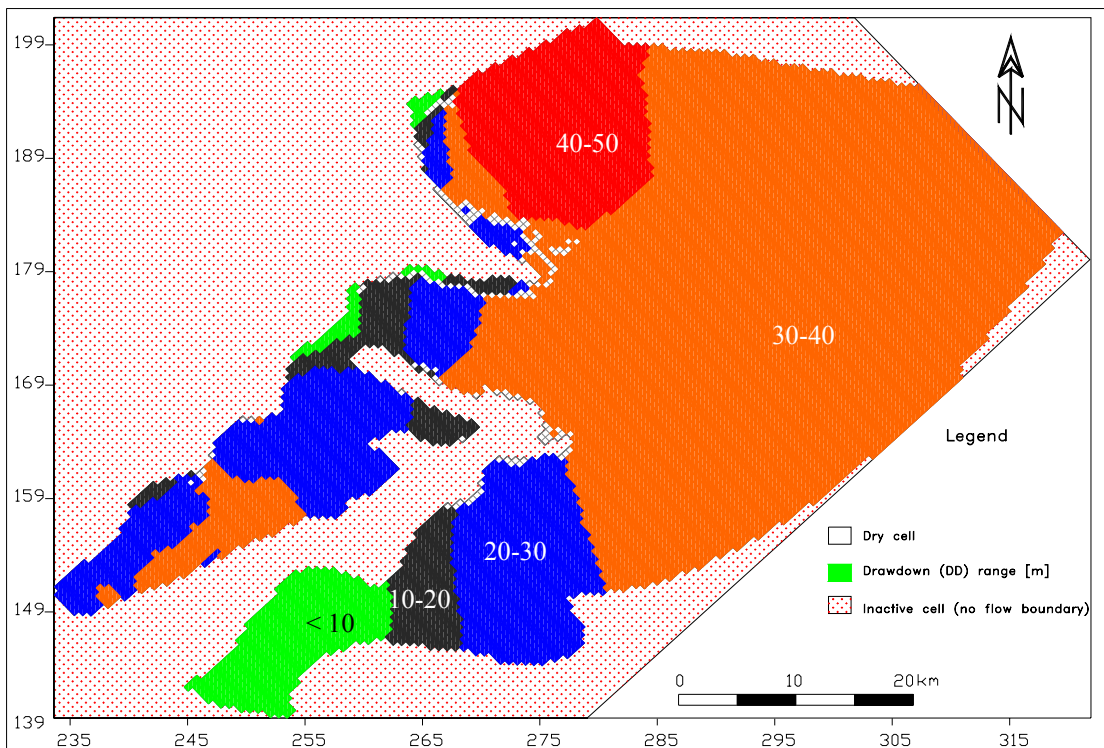 199
189
179
169
159
149
139
40-50
30-40
20-30
10-20
< 10
N
Legend
Dry cell
Drawdown (DD) range [m]
Inactive cell (no flow boundary)
0 10 20km
235 245 255 265 275 285 295 305 315